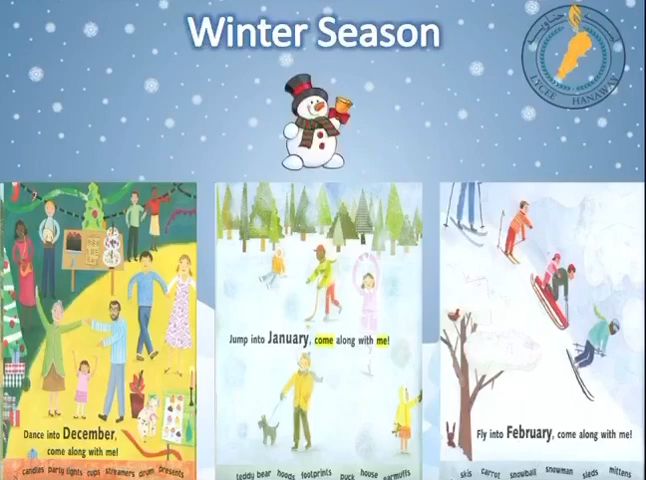 Winter Season
LYCEE HANAWAY
Dance into December,
come along with me!
candles party lights cups streamers drum presents
Jump into January, come along with me!
teddy bear hoods footprints puck house earmuffs
Fly into February, come along with me!
skis carrot snowball snowman sleds mittens